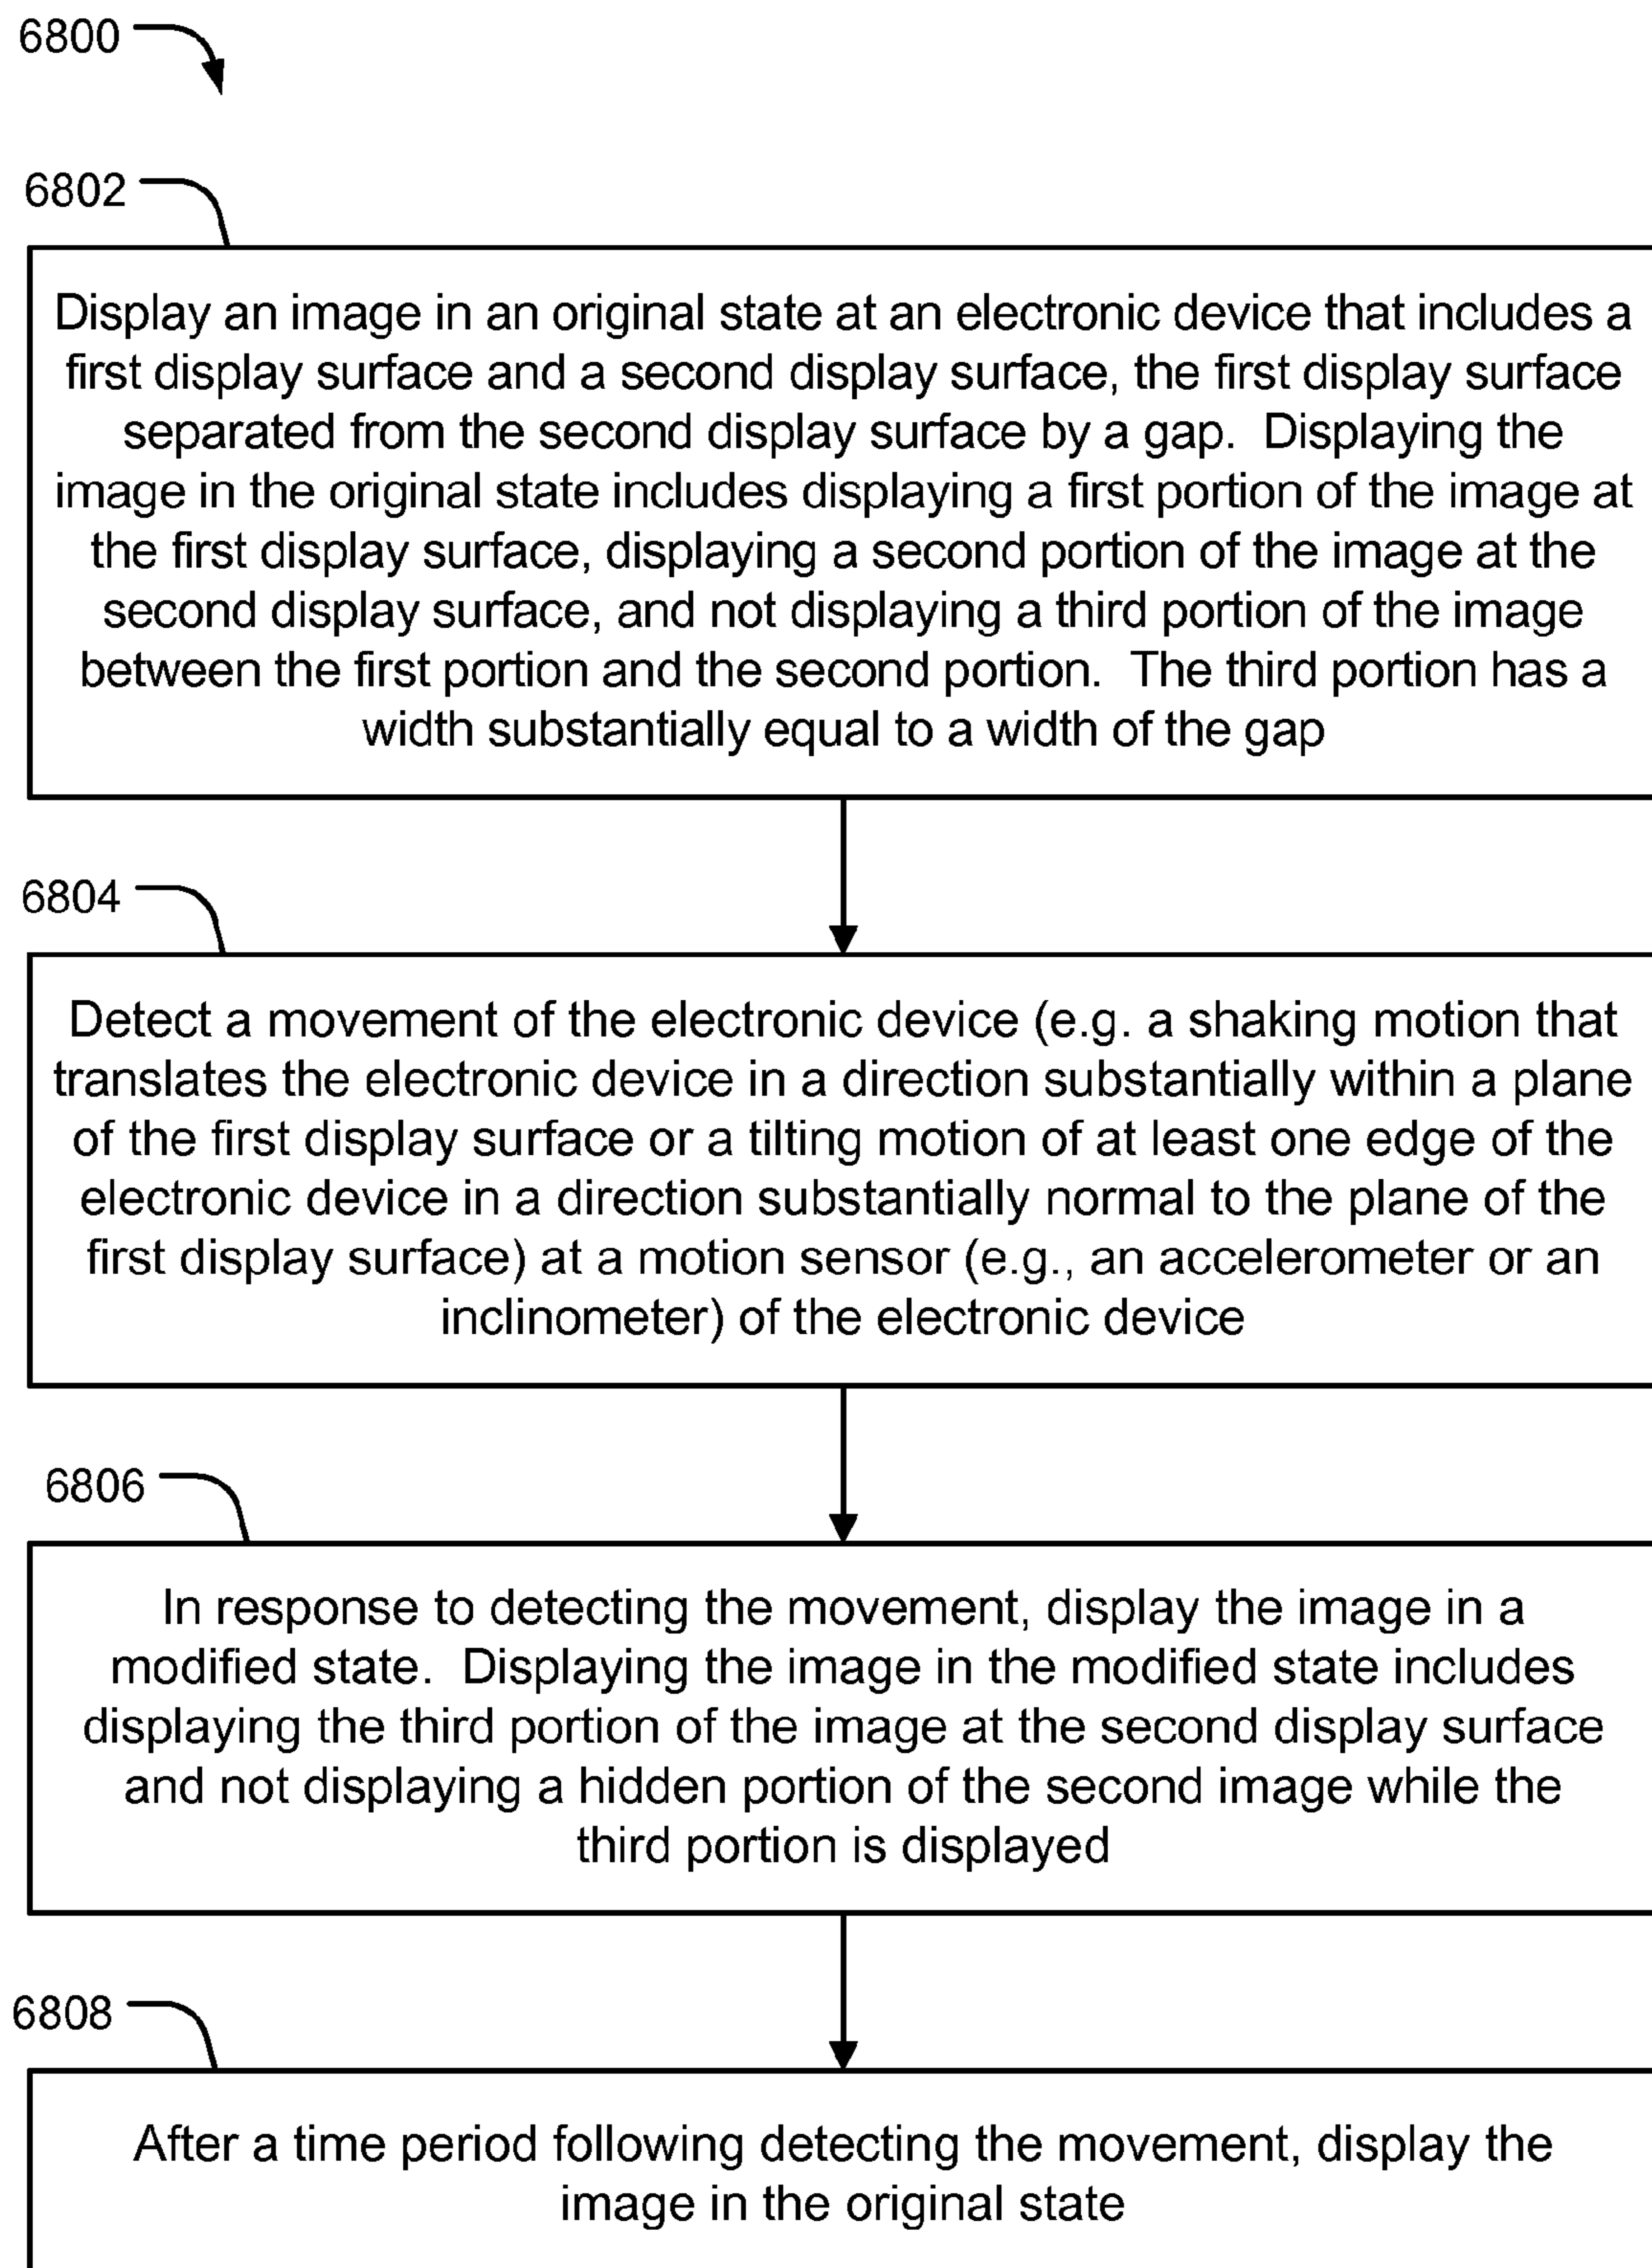 6800
6802
Display an image in an original state at an electronic device that includes a
first display surface and a second display surface, the first display surface
separated from the second display surface by a gap.  Displaying the
image in the original state includes displaying a first portion of the image at
the first display surface, displaying a second portion of the image at the
second display surface, and not displaying a third portion of the image
between the first portion and the second portion.  The third portion has a
width substantially equal to a width of the gap
6804
Detect a movement of the electronic device (e.g. a shaking motion that
translates the electronic device in a direction substantially within a plane
of the first display surface or a tilting motion of at least one edge of the
electronic device in a direction substantially normal to the plane of the
first display surface) at a motion sensor (e.g., an accelerometer or an
inclinometer) of the electronic device
6806
In response to detecting the movement, display the image in a
modified state.  Displaying the image in the modified state includes
displaying the third portion of the image at the second display surface
and not displaying a hidden portion of the second image while the
third portion is displayed
6808
After a time period following detecting the movement, display the
image in the original state